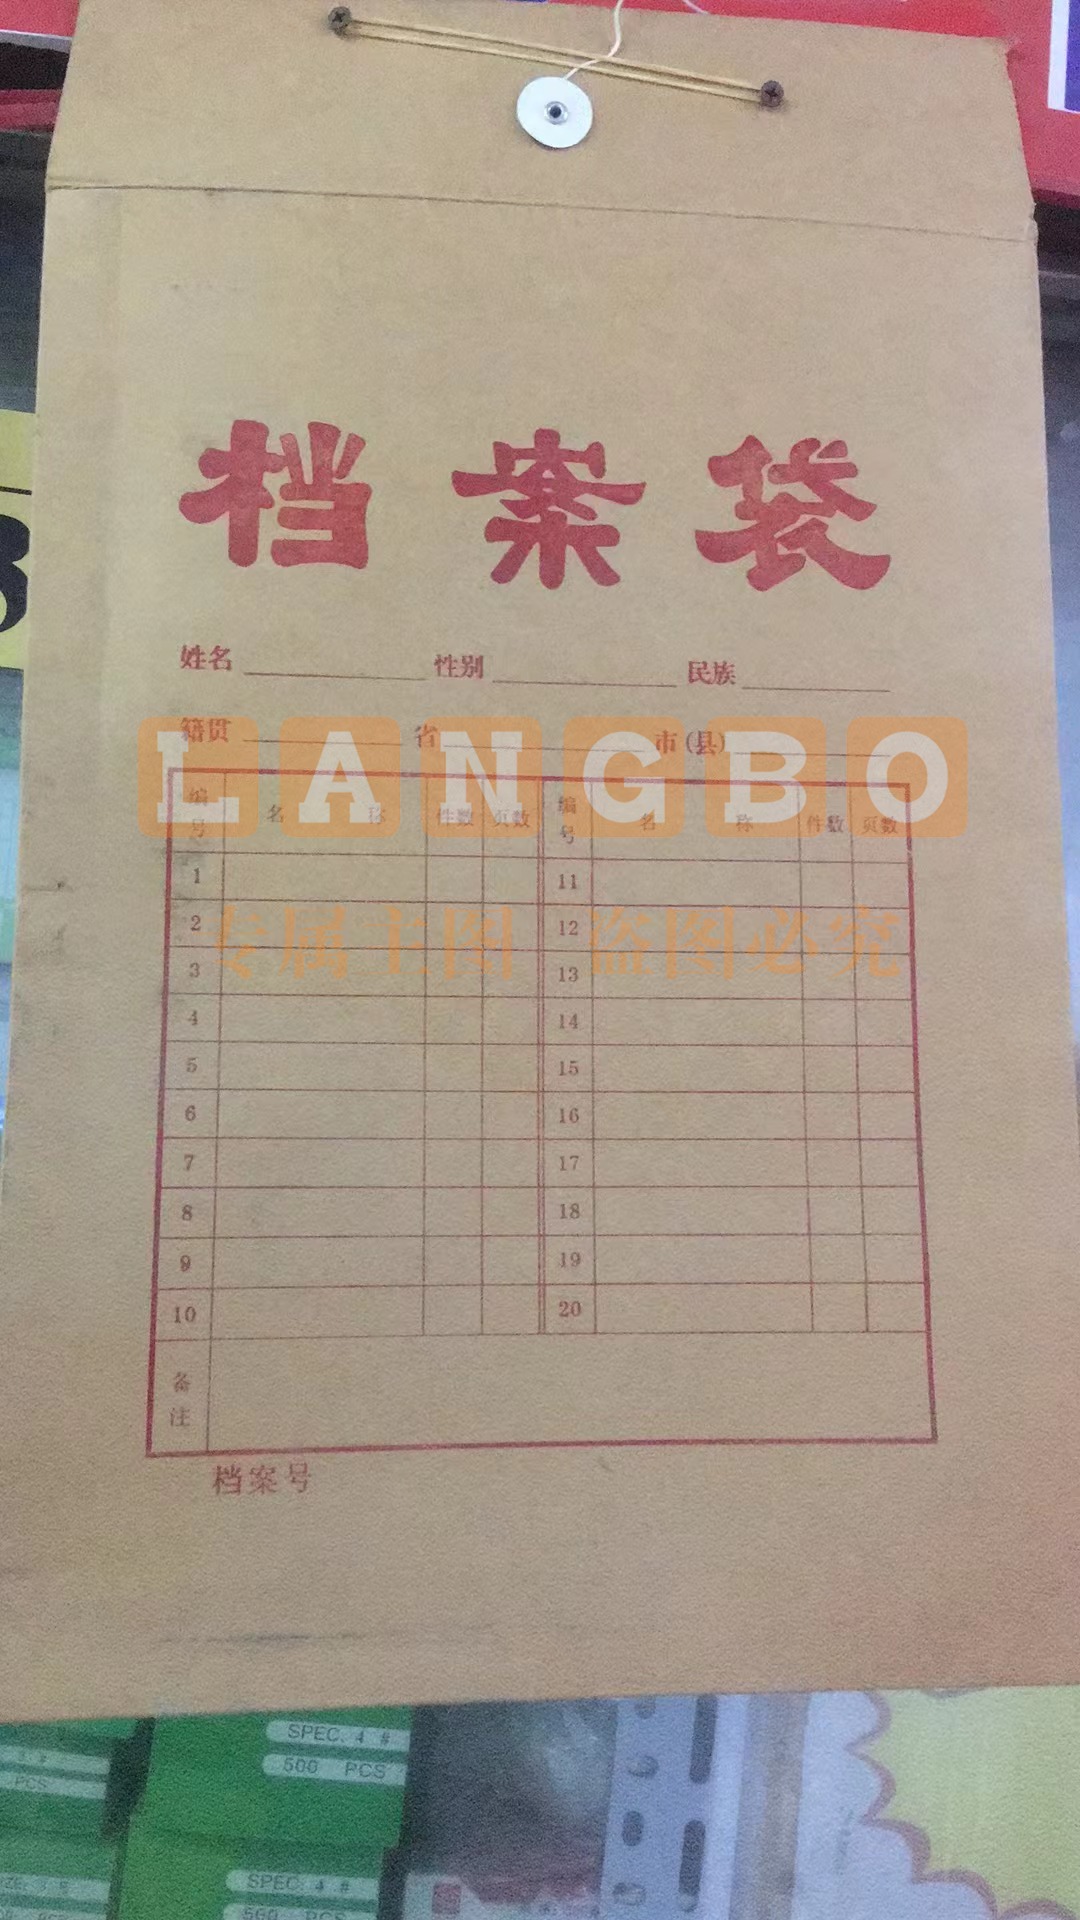 档案袋
姓名 性别 民族
籍贯 省 市(县)
LANGBO
编号 名称 件数 页数 编号 名称 件数 页数
1 11
2 12
专属主图 盗图必究
3 13
4 14
5 15
6 16
7 17
8 18
9 19
10 20
备注
档案号
SPEC. 4 #
500 PCS
PCS
SPEC. 4 #
500 PCS